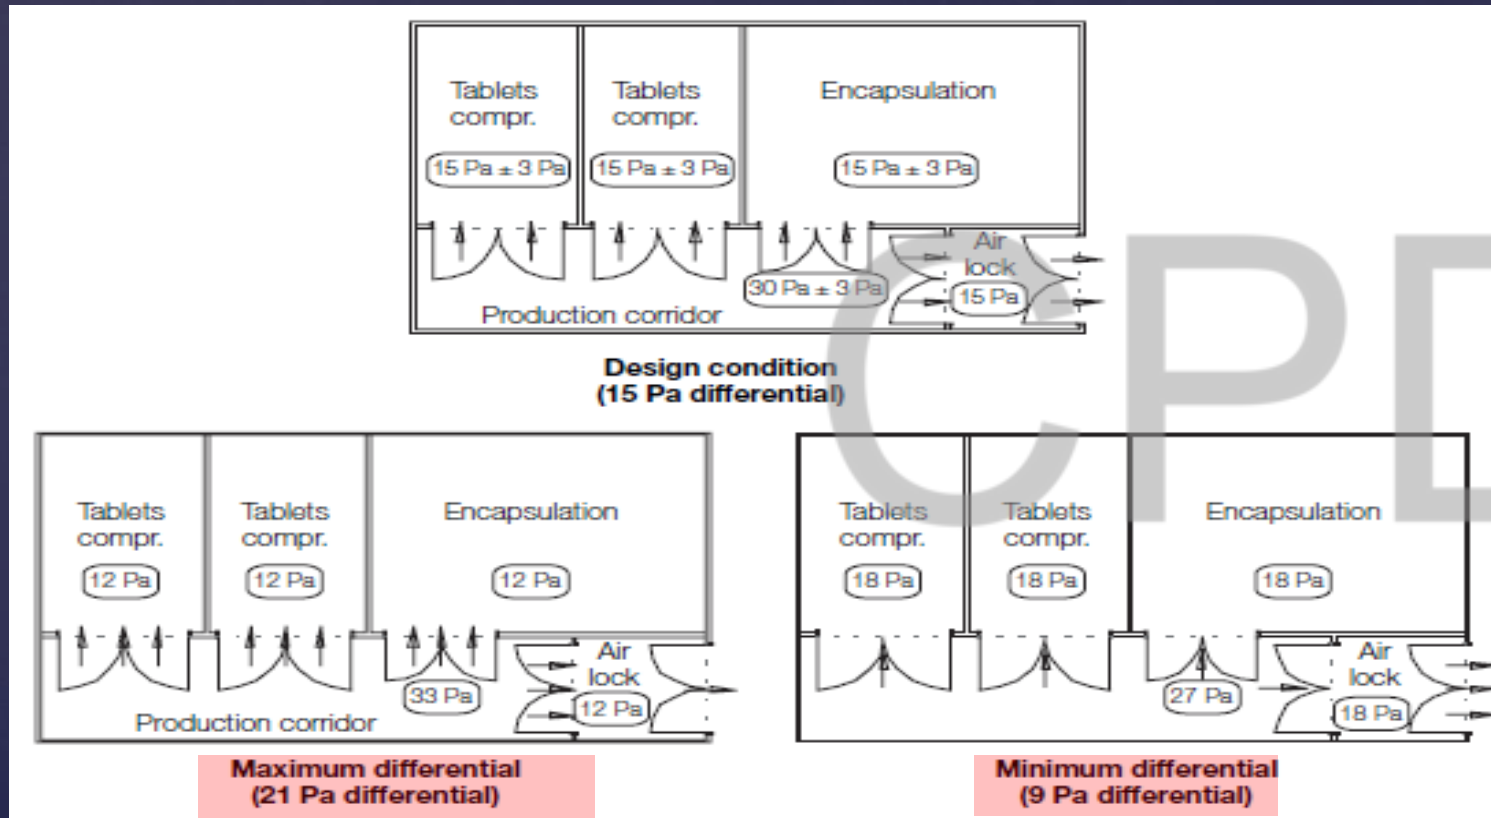 Tablets
compr.
15 Pa ± 3 Pa
Tablets
compr.
15 Pa ± 3 Pa
Encapsulation
15 Pa ± 3 Pa
30 Pa ± 3 Pa
Air
lock
15 Pa
Production corridor
Design condition
(15 Pa differential)
CPD
Tablets
compr.
12 Pa
Tablets
compr.
12 Pa
Encapsulation
12 Pa
33 Pa
Air
lock
12 Pa
Production corridor
Maximum differential
(21 Pa differential)
Tablets
compr.
18 Pa
Tablets
compr.
18 Pa
Encapsulation
18 Pa
27 Pa
Air
lock
18 Pa
Minimum differential
(9 Pa differential)